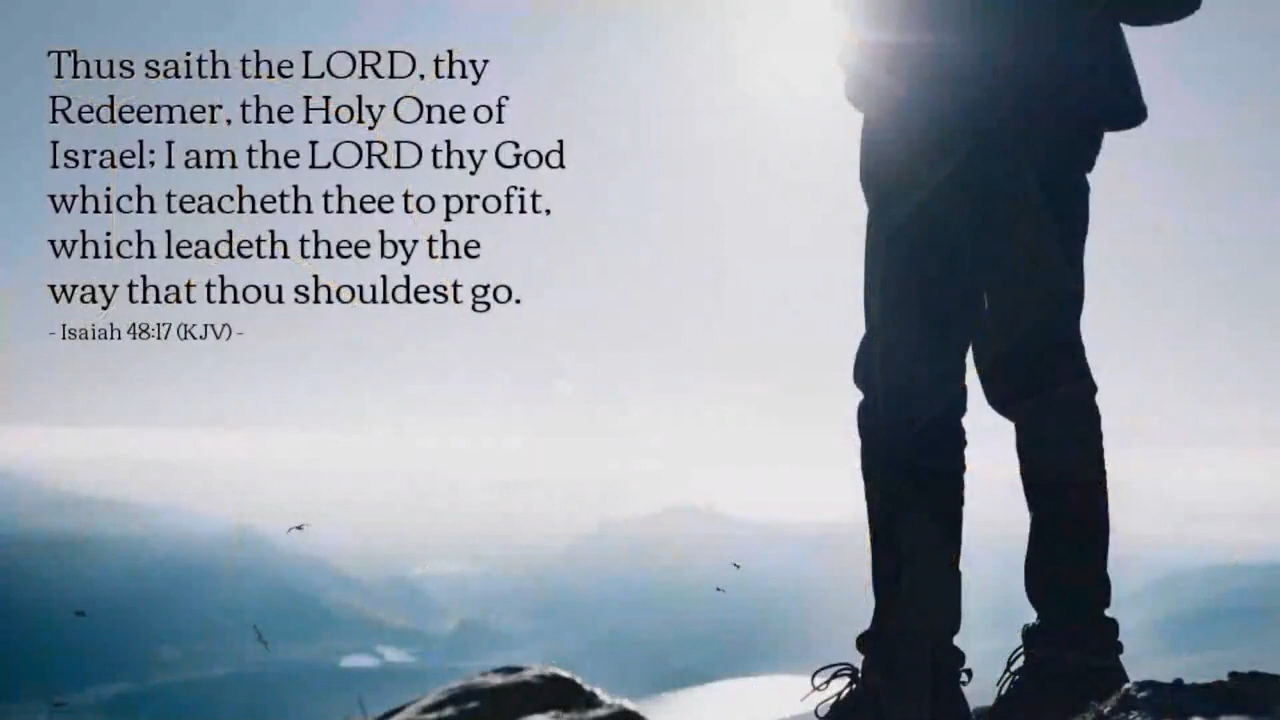 Thus saith the LORD, thy
Redeemer, the Holy One of
Israel: I am the LORD thy God
which teacheth thee to profit,
which leadeth thee by the
way that thou shouldest go.
- Isaiah 48:17 (KJV) -